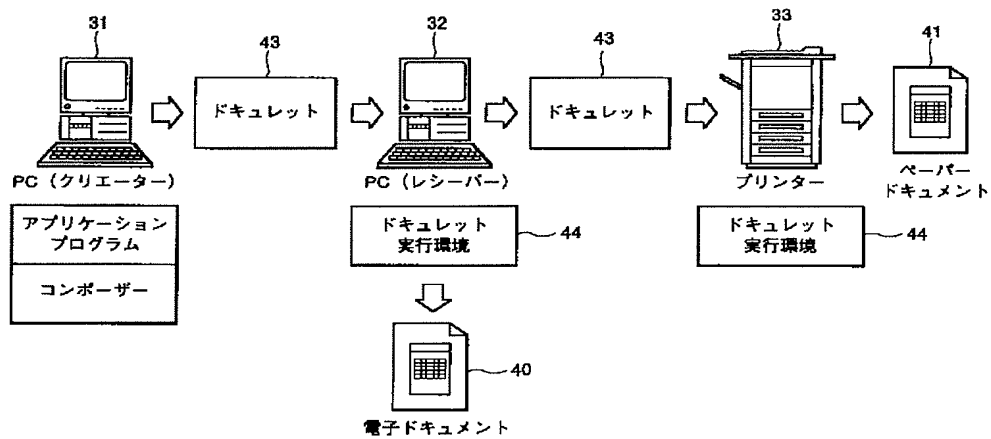 31
43
32
43
33
41
ドキュレット
ドキュレット
PC（クリエーター）
PC（レシーバー）
プリンター
ペーパー
ドキュメント
アプリケーション
プログラム
コンポーザー
ドキュレット
実行環境
44
ドキュレット
実行環境
44
40
電子ドキュメント